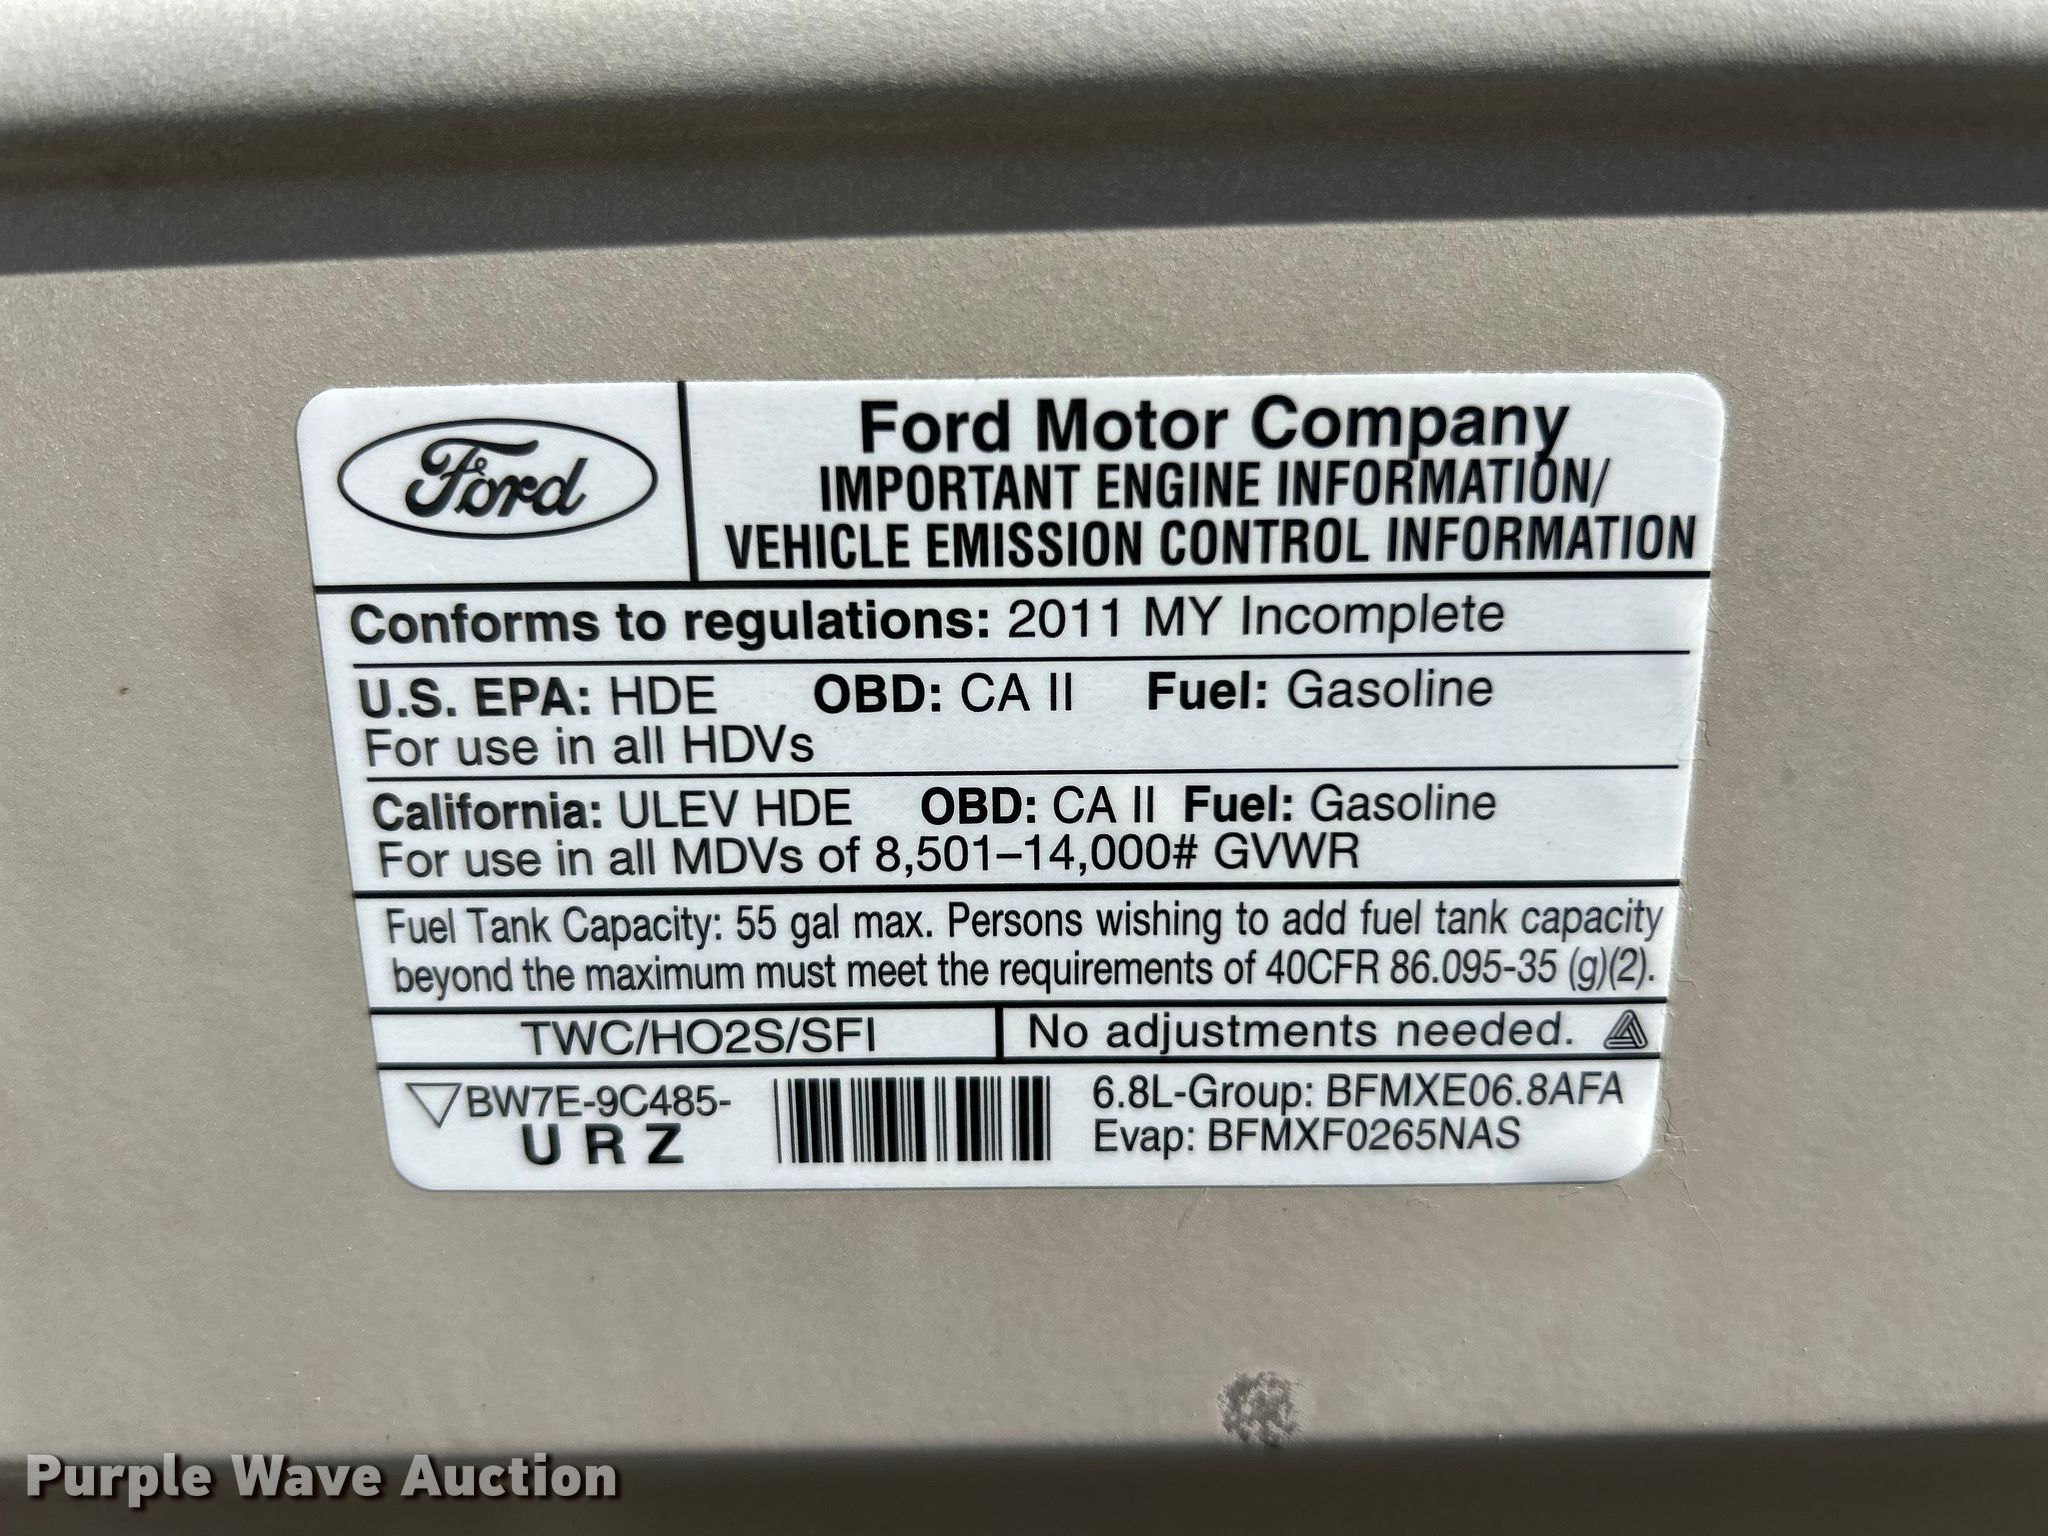 Ford
Ford Motor Company
IMPORTANT ENGINE INFORMATION/
VEHICLE EMISSION CONTROL INFORMATION
Conforms to regulations: 2011 MY Incomplete
U.S. EPA: HDE OBD: CA II Fuel: Gasoline
For use in all HDVs
California: ULEV HDE OBD: CA II Fuel: Gasoline
For use in all MDVs of 8,501–14,000# GVWR
Fuel Tank Capacity: 55 gal max. Persons wishing to add fuel tank capacity
beyond the maximum must meet the requirements of 40CFR 86.095-35 (g)(2).
TWC/HO2S/SFI
No adjustments needed.
BW7E-9C485-
U R Z
6.8L-Group: BFMXE06.8AFA
Evap: BFMXF0265NAS
Purple Wave Auction